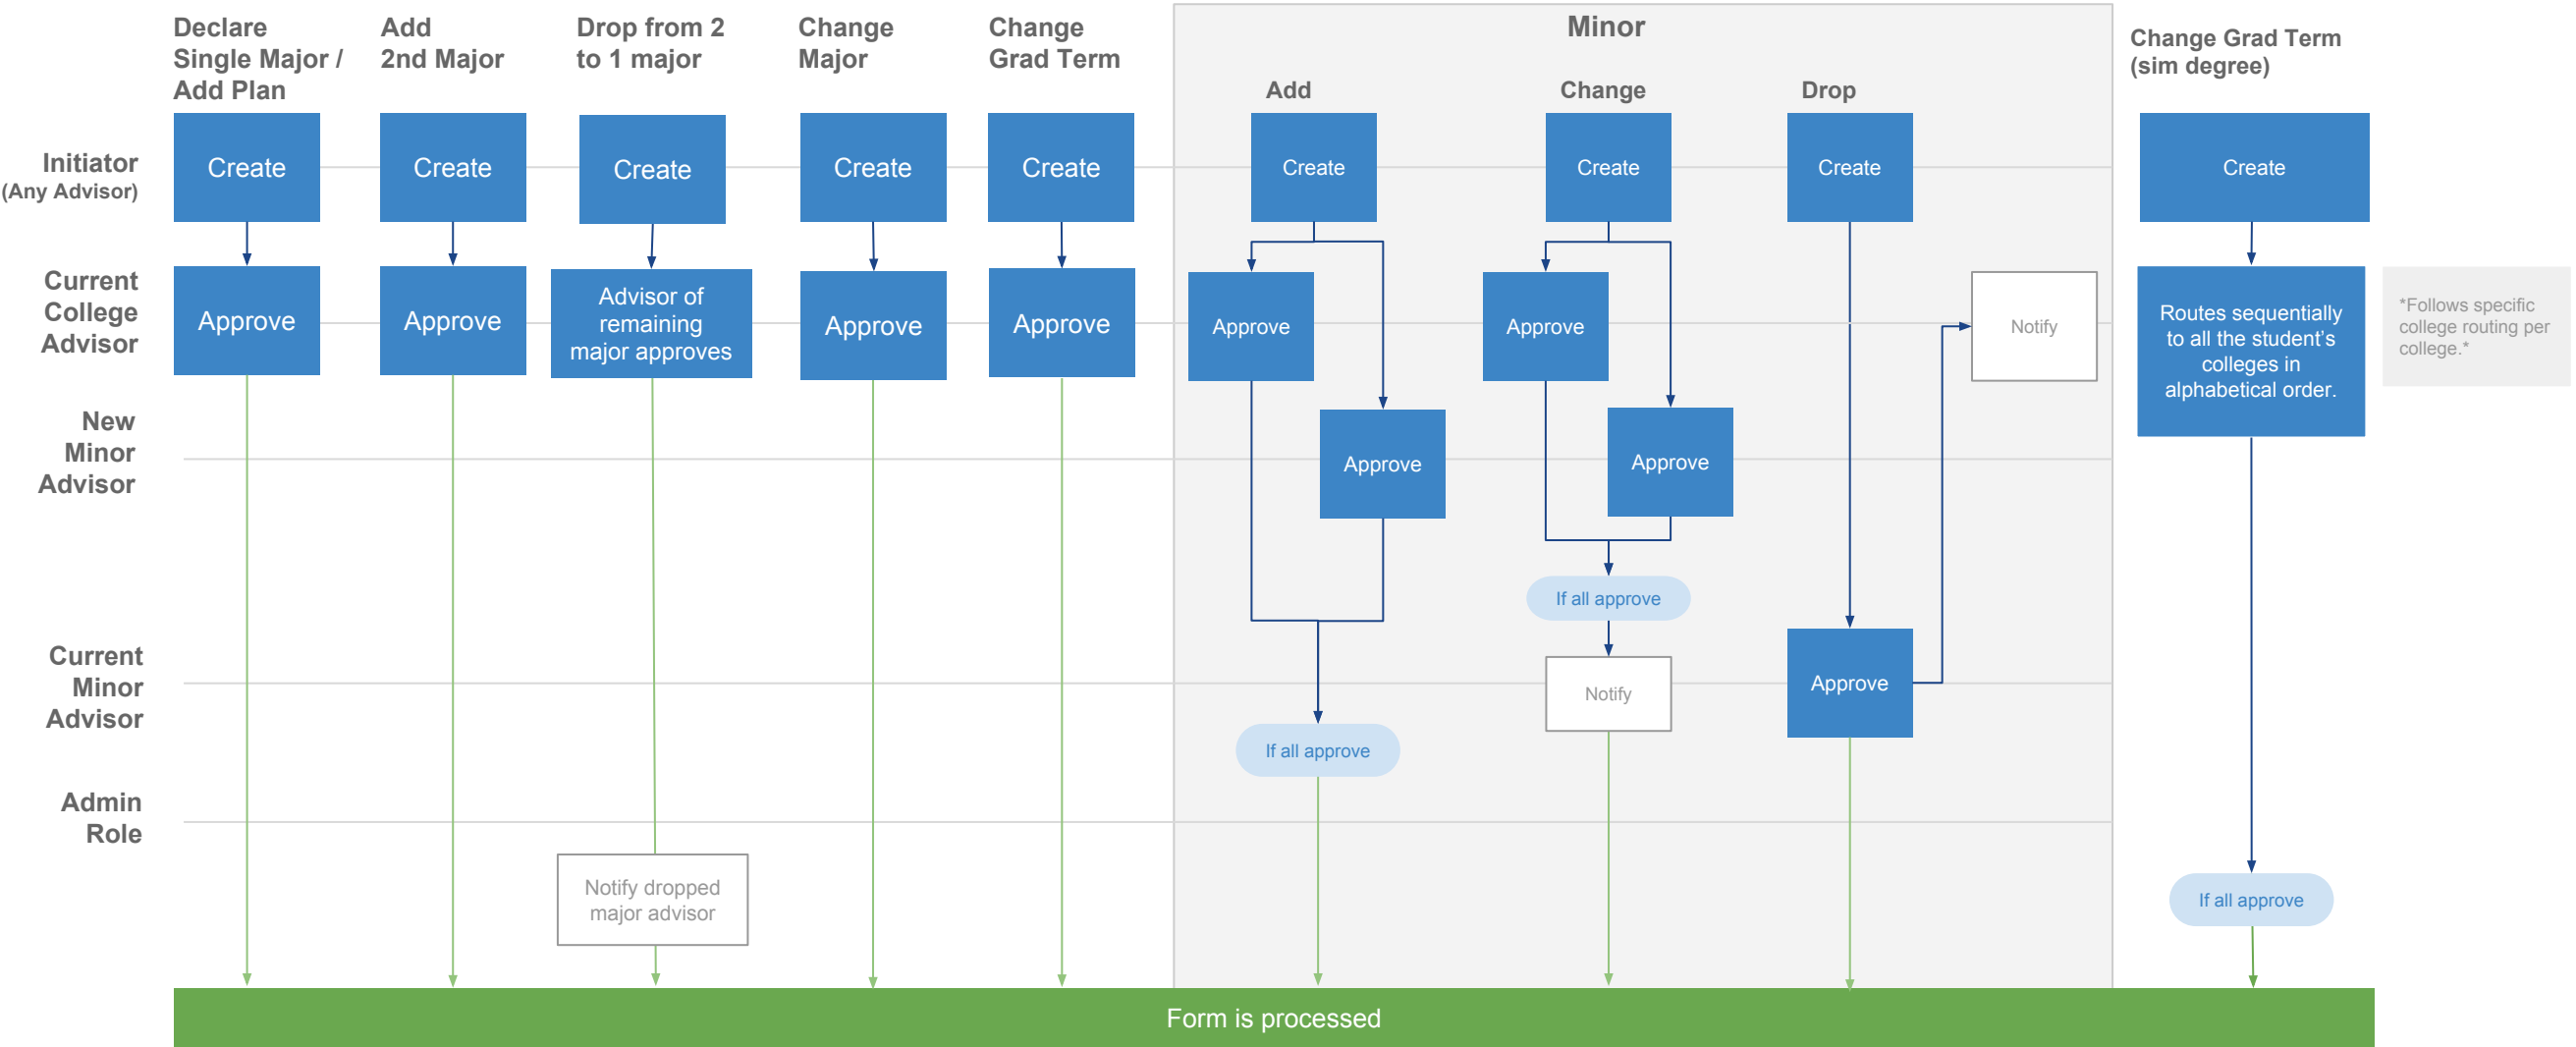 Declare
Single Major /
Add Plan
Add
2nd Major
Drop from 2
to 1 major
Change
Major
Change
Grad Term
Minor
Add
Change
Drop
Change Grad Term
(sim degree)
Initiator
(Any Advisor)
Create
Create
Create
Create
Create
Create
Create
Create
Create
Current
College
Advisor
Approve
Approve
Advisor of
remaining
major approves
Approve
Approve
Approve
Approve
Notify
Routes sequentially
to all the student's
colleges in
alphabetical order.
*Follows specific
college routing per
college.*
New
Minor
Advisor
Approve
Approve
If all approve
Current
Minor
Advisor
Notify
Approve
If all approve
Admin
Role
Notify dropped
major advisor
If all approve
Form is processed